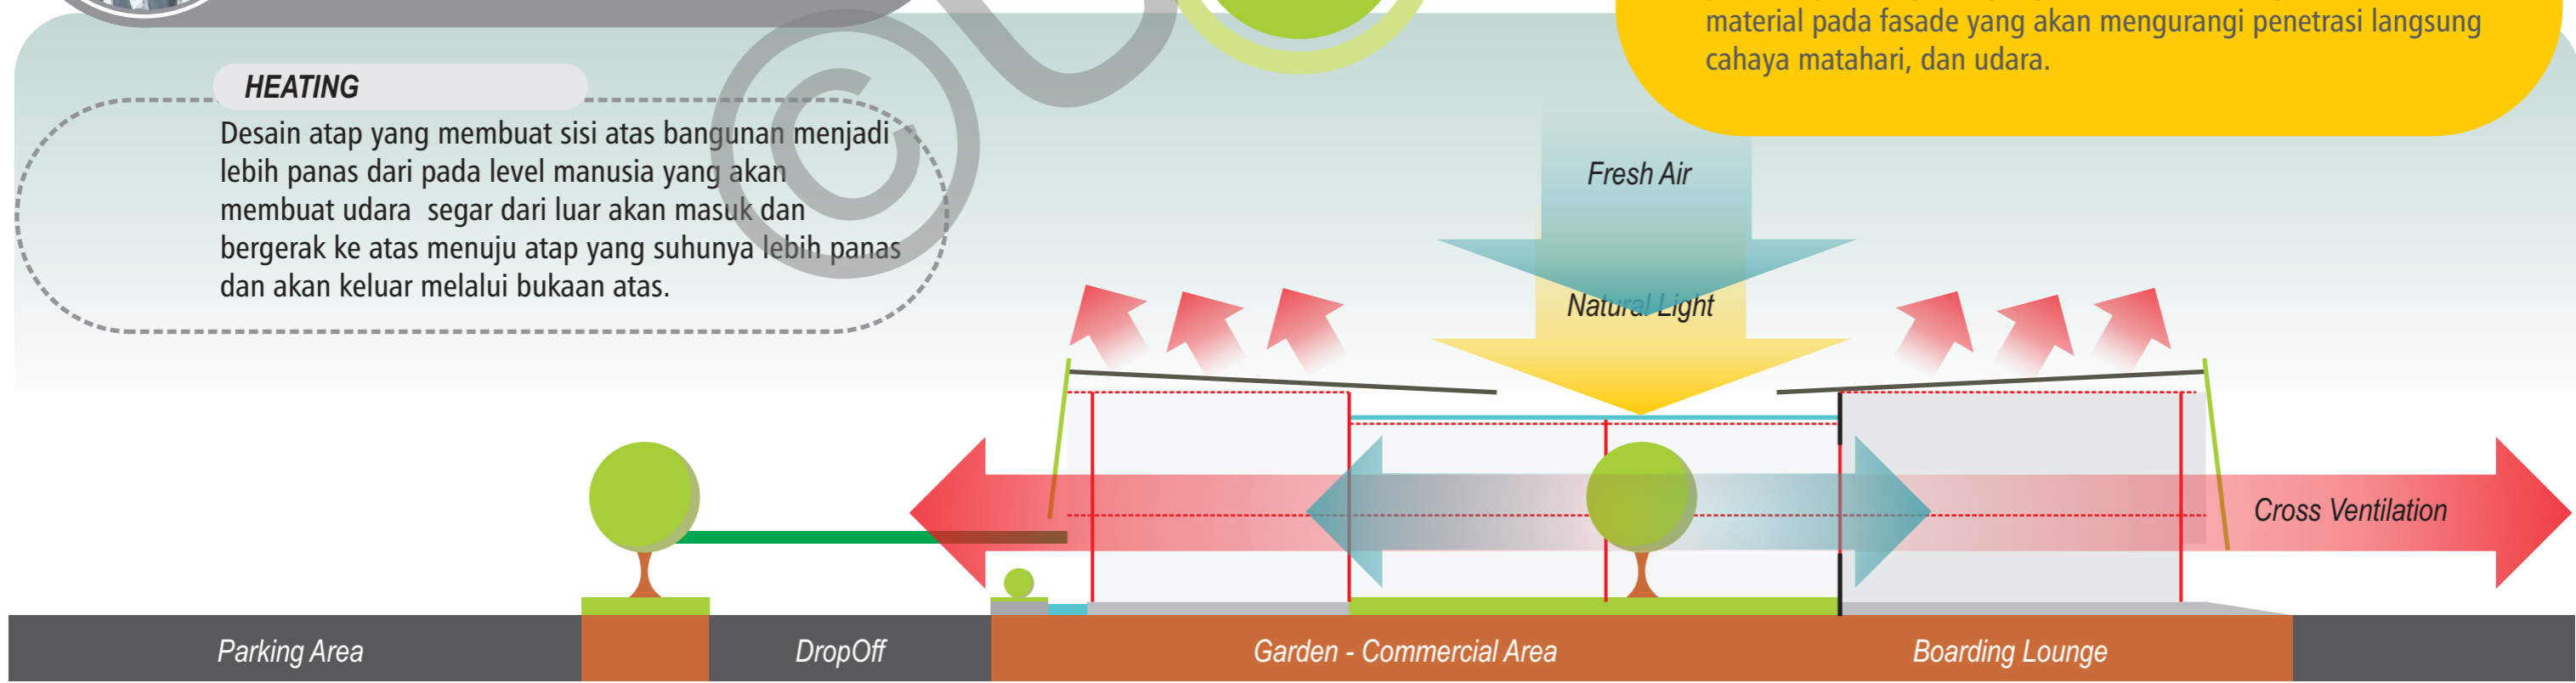 material pada fasade yang akan mengurangi penetrasi langsung
cahaya matahari, dan udara.
HEATING
Desain atap yang membuat sisi atas bangunan menjadi
lebih panas dari pada level manusia yang akan
membuat udara segar dari luar akan masuk dan
bergerak ke atas menuju atap yang suhunya lebih panas
dan akan keluar melalui bukaan atas.
Fresh Air
Natural Light
Cross Ventilation
Parking Area
DropOff
Garden - Commercial Area
Boarding Lounge